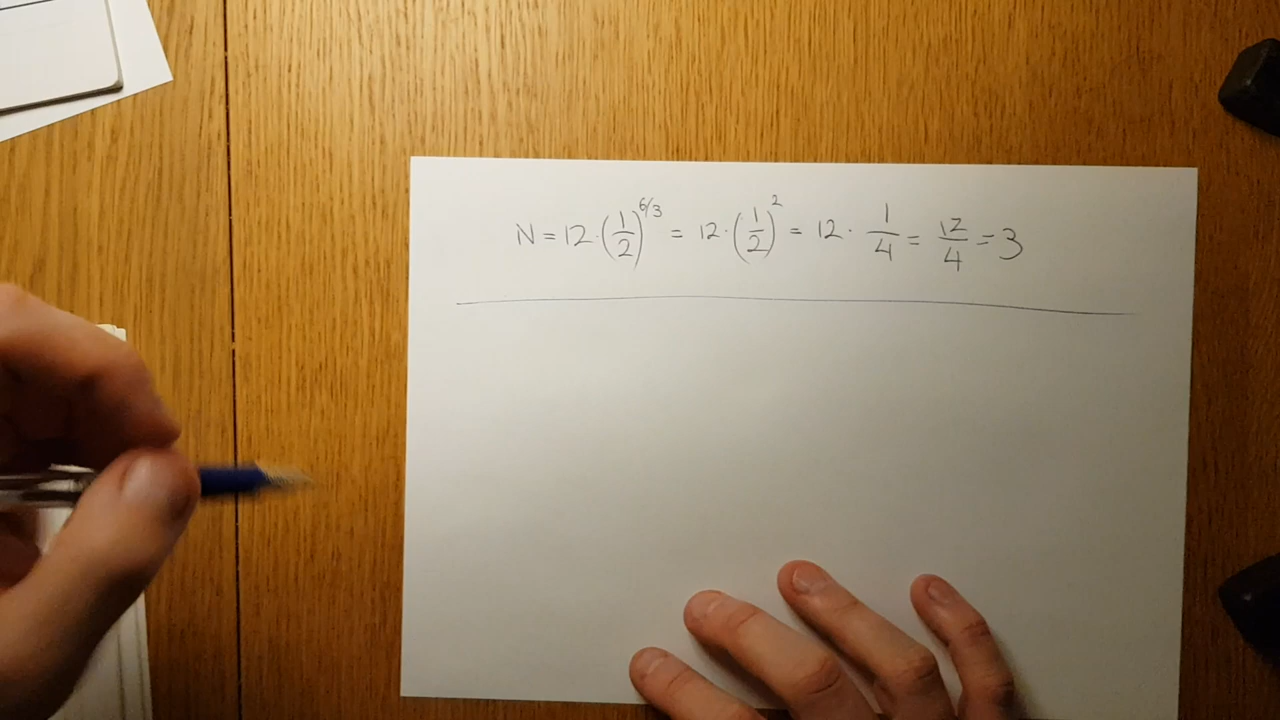 N = 12 · (1/2)^6/3 = 12 · (1/2)^2 = 12 · 1/4 = 12/4 = 3